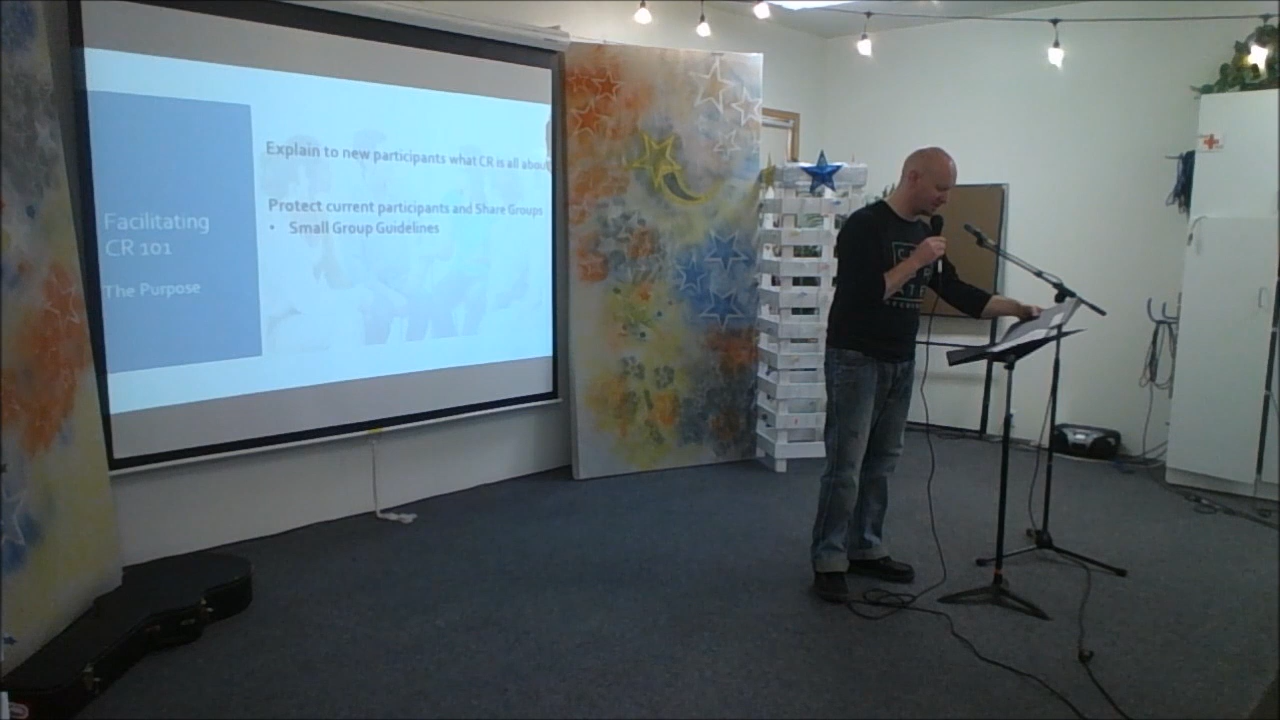 Facilitating
CR 101
The Purpose
Explain to new participants what CR is all about
Protect current participants and Share Groups
• Small Group Guidelines